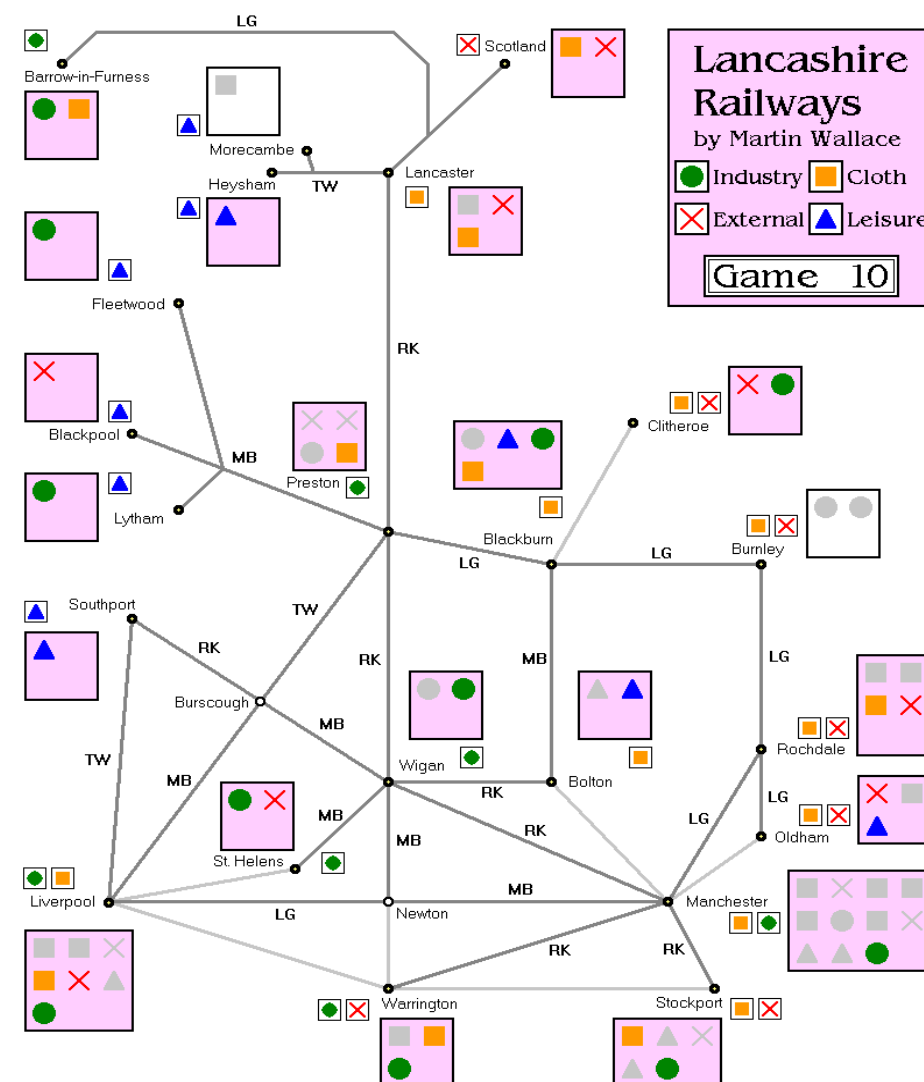 LG
Scotland
Barrow-in-Furness
Lancashire
Railways
by Martin Wallace
Industry
Cloth
External
Leisure
Game 10
Morecambe
Heysham
TW
Lancaster
Fleetwood
RK
Blackpool
MB
Preston
Lytham
Clitheroe
Blackburn
LG
LG
Burnley
Southport
TW
RK
RK
MB
LG
Burscough
MB
Wigan
RK
Bolton
Rochdale
TW
MB
St. Helens
MB
MB
RK
LG
LG
Oldham
Liverpool
LG
Newton
MB
Manchester
RK
RK
Warrington
Stockport